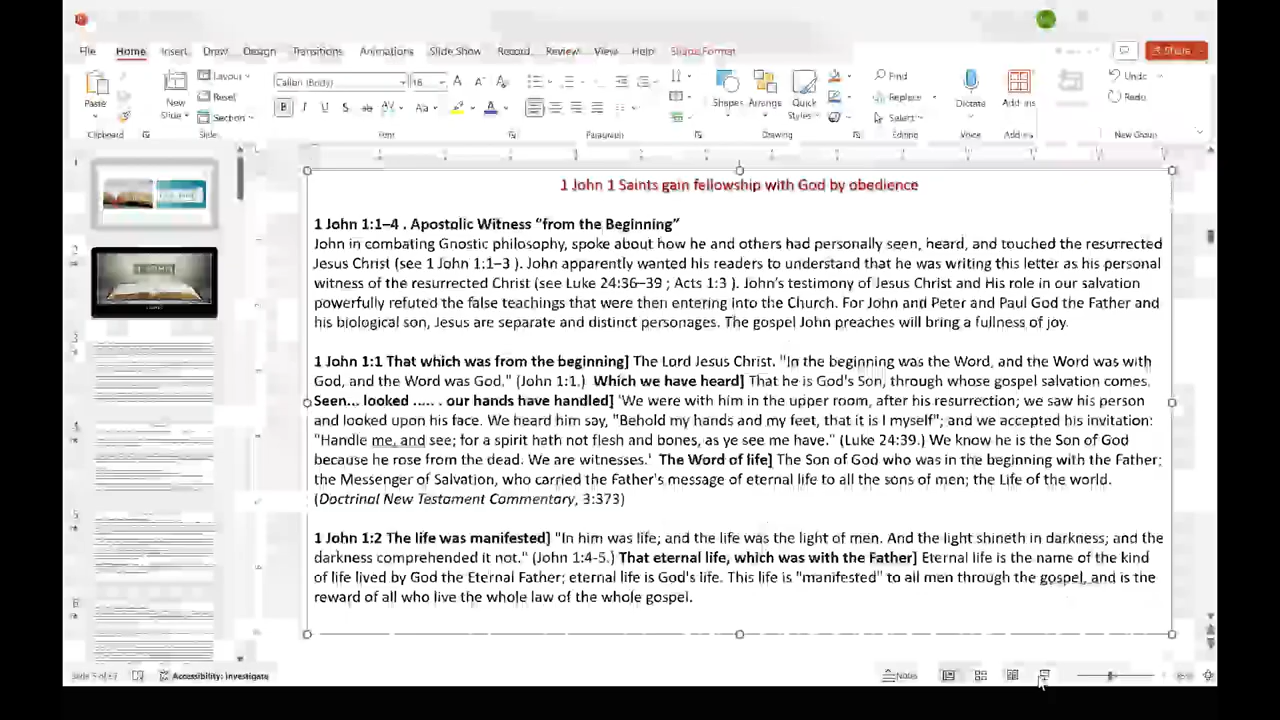 File Home Insert Draw Design Transitions Animations Slide Show Record Review View Help Shape Format Share
Paste New Slide Layout Reset Section Calibri (Body) 16 Shapes Arrange Quick Styles Find Replace Select Dictate Add-ins Undo Redo
Clipboard Slide Font Paragraph Drawing Editing Voice Add-ins New Group
1 John 1 Saints gain fellowship with God by obedience
1 John 1:1–4 . Apostolic Witness “from the Beginning”
John in combating Gnostic philosophy, spoke about how he and others had personally seen, heard, and touched the resurrected
Jesus Christ (see 1 John 1:1–3 ). John apparently wanted his readers to understand that he was writing this letter as his personal
witness of the resurrected Christ (see Luke 24:36–39 ; Acts 1:3 ). John’s testimony of Jesus Christ and His role in our salvation
powerfully refuted the false teachings that were then entering into the Church. For John and Peter and Paul God the Father and
his biological son, Jesus are separate and distinct personages. The gospel John preaches will bring a fullness of joy.
1 John 1:1 That which was from the beginning] The Lord Jesus Christ. "In the beginning was the Word, and the Word was with
God, and the Word was God." (John 1:1.) Which we have heard] That he is God's Son, through whose gospel salvation comes.
Seen... looked ..... . our hands have handled] 'We were with him in the upper room, after his resurrection; we saw his person
and looked upon his face. We heard him say, "Behold my hands and my feet, that it is I myself"; and we accepted his invitation:
"Handle me, and see; for a spirit hath not flesh and bones, as ye see me have." (Luke 24:39.) We know he is the Son of God
because he rose from the dead. We are witnesses.' The Word of life] The Son of God who was in the beginning with the Father;
the Messenger of Salvation, who carried the Father's message of eternal life to all the sons of men; the Life of the world.
(Doctrinal New Testament Commentary, 3:373)
1 John 1:2 The life was manifested] "In him was life; and the life was the light of men. And the light shineth in darkness; and the
darkness comprehended it not." (John 1:4-5.) That eternal life, which was with the Father] Eternal life is the name of the kind
of life lived by God the Eternal Father; eternal life is God's life. This life is "manifested" to all men through the gospel, and is the
reward of all who live the whole law of the whole gospel.
Accessibility: Investigate Notes